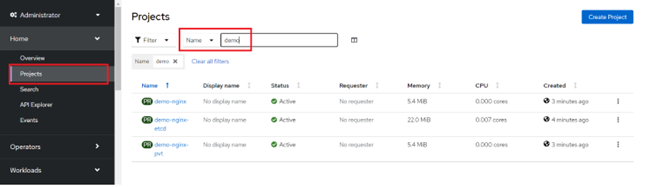 Administrator
Home
Overview
Projects
Search
API Explorer
Events
Operators
Workloads
Projects
Create Project
Filter Name demo
Name demo ✕ Clear all filters
Name Display name Status Requester Memory CPU Created
PR demo-nginx No display name Active No requester 5.4 MiB 0.000 cores 3 minutes ago
PR demo-nginx-etcd No display name Active No requester 22.0 MiB 0.007 cores 4 minutes ago
PR demo-nginx-pvt No display name Active No requester 5.4 MiB 0.000 cores 3 minutes ago